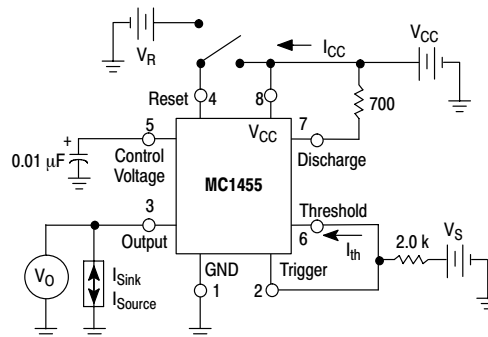 V_R
I_CC
V_CC
Reset
4
8
700
5
V_CC
7
+
0.01 μF
Control
Voltage
Discharge
MC1455
3
Threshold
Output
6
V_S
I_th
2.0 k
V_O
I_Sink
I_Source
GND
Trigger
1
2